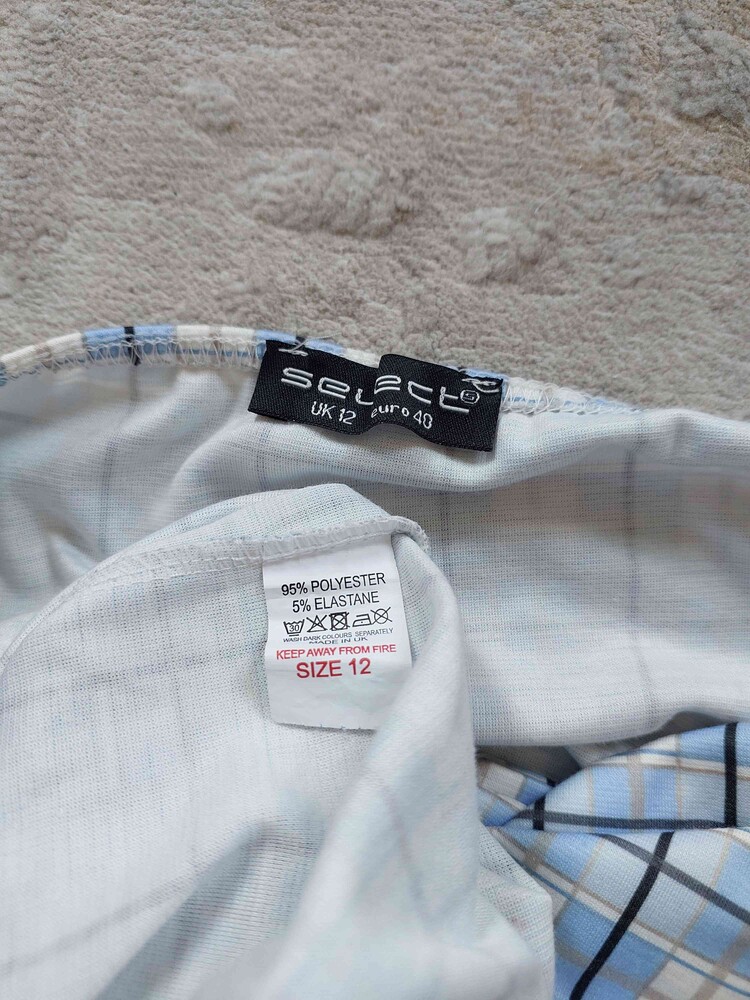 select
UK 12 euro 40
95% POLYESTER
5% ELASTANE
30
WASH DARK COLOURS SEPARATELY
MADE IN UK
KEEP AWAY FROM FIRE
SIZE 12